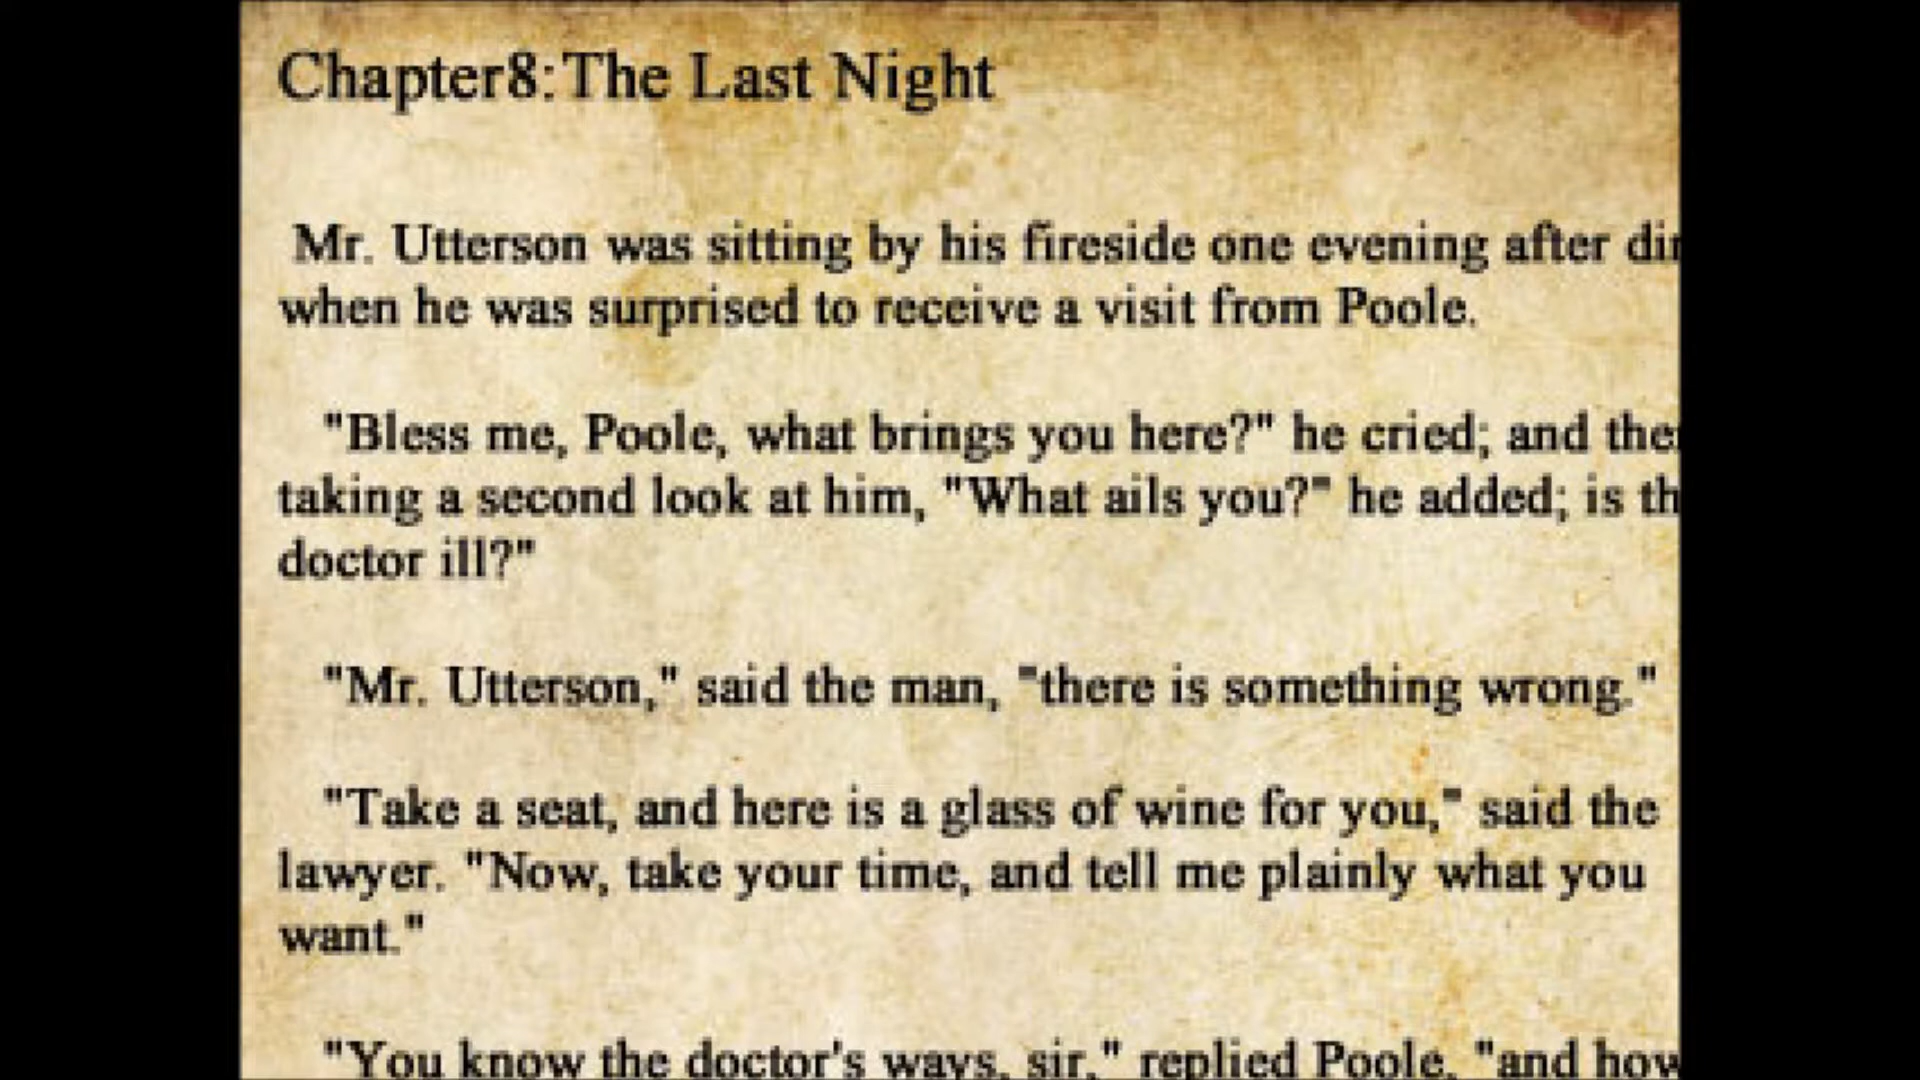 Chapter8:The Last Night
Mr. Utterson was sitting by his fireside one evening after
when he was surprised to receive a visit from Poole.
"Bless me, Poole, what brings you here?" he cried; and
taking a second look at him, "What ails you?" he added; is
doctor ill?"
"Mr. Utterson," said the man, "there is something wrong."
"Take a seat, and here is a glass of wine for you," said the
lawyer. "Now, take your time, and tell me plainly what you
want."
"You know the doctor's ways, sir," replied Poole, "and how